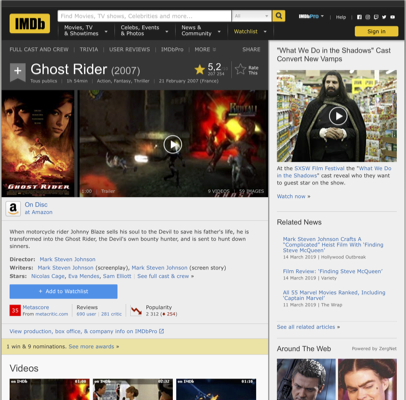 IMDb
Find Movies, TV shows, Celebrities and more...
All
IMDbPro
Help
Movies, TV & Showtimes
Celebs, Events & Photos
News & Community
Watchlist
Sign in
FULL CAST AND CREW | TRIVIA | USER REVIEWS | IMDbPro | MORE
SHARE
Ghost Rider (2007)
5,2
Rate This
Tous publics | 1h 54min | Action, Fantasy, Thriller | 21 February 2007 (France)
GHOST RIDER
Trailer
9 VIDEOS
On Disc
at Amazon
When motorcycle rider Johnny Blaze sells his soul to the Devil to save his father's life, he is
transformed into the Ghost Rider, the Devil's own bounty hunter, and is sent to hunt down
sinners.
Director: Mark Steven Johnson
Writers: Mark Steven Johnson (screenplay), Mark Steven Johnson (screen story)
Stars: Nicolas Cage, Eva Mendes, Sam Elliott | See full cast & crew »
+ Add to Watchlist
35
Metascore
From metacritic.com
Reviews
690 user | 281 critic
Popularity
2 312
View production, box office, & company info on IMDbPro
1 win & 9 nominations. See more awards »
Videos
"What We Do in the Shadows" Cast
Convert New Vamps
At the SXSW Film Festival the "What We
Do in the Shadows" cast reveal who they
want to guest star on the show.
Watch now »
Related News
Mark Steven Johnson Crafts A
"Complicated" Heist Film With 'Finding
Steve McQueen'
14 March 2019 | Hollywood Outbreak
Film Review: 'Finding Steve McQueen'
14 March 2019 | Variety
All 55 Marvel Movies Ranked, Including
'Captain Marvel'
11 March 2019 | The Wrap
See all related articles »
Around The Web
Powered by ZergNet